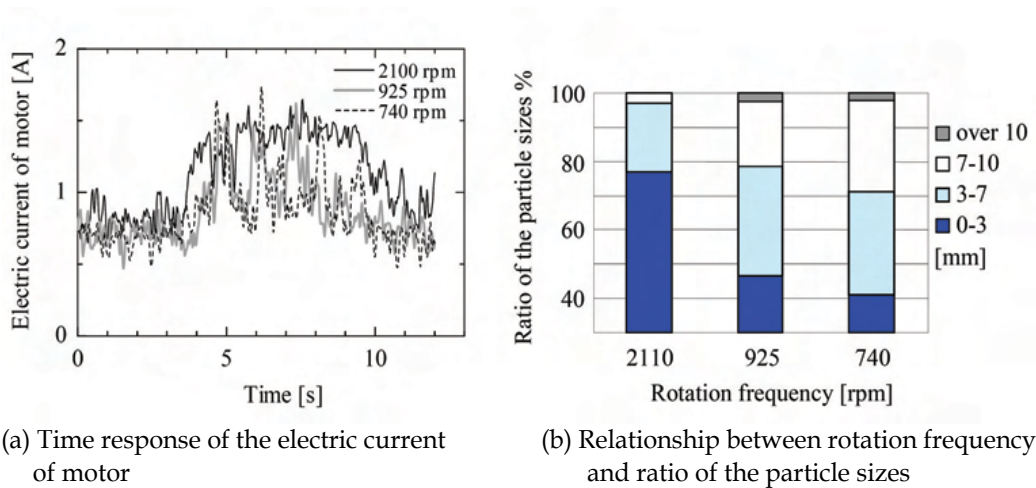 Electric current of motor [A]
2
1
0
2100 rpm
925 rpm
740 rpm
0
5
10
Time [s]
(a) Time response of the electric current
of motor
Ratio of the particle sizes %
100
80
60
40
over 10
7-10
3-7
0-3
[mm]
2110
925
740
Rotation frequency [rpm]
(b) Relationship between rotation frequency
and ratio of the particle sizes